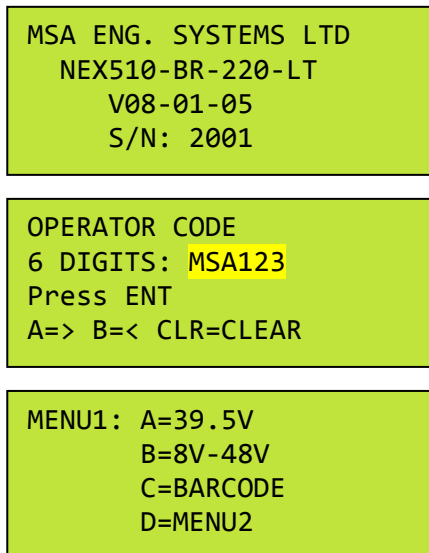 MSA ENG. SYSTEMS LTD
NEX510-BR-220-LT
V08-01-05
S/N: 2001
OPERATOR CODE
6 DIGITS: MSA123
Press ENT
A=> B=< CLR=CLEAR
MENU1: A=39.5V
B=8V-48V
C=BARCODE
D=MENU2